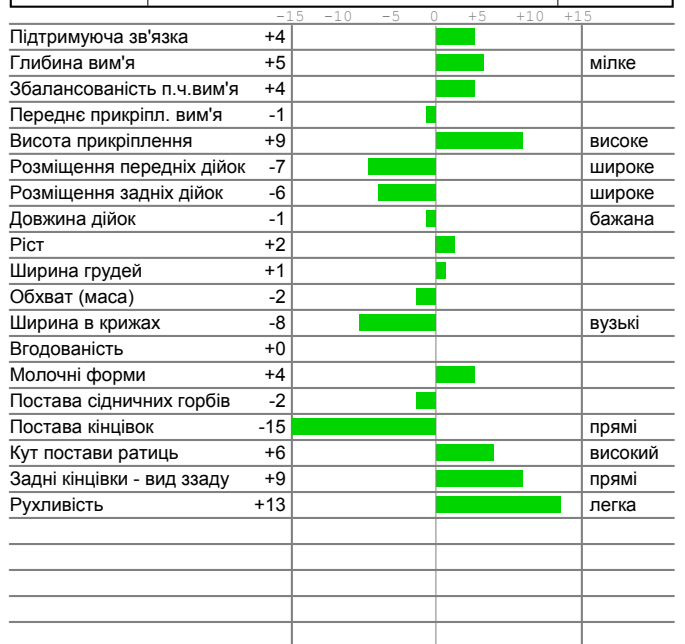 -15 -10 -5 0 +5 +10 +15
Підтримуюча зв'язка +4
Глибина вим'я +5 мілке
Збалансованість п.ч.вим'я +4
Переднє прикріпл. вим'я -1
Висота прикріплення +9 високе
Розміщення передніх дійок -7 широке
Розміщення задніх дійок -6 широке
Довжина дійок -1 бажана
Ріст +2
Ширина грудей +1
Обхват (маса) -2
Ширина в крижах -8 вузькі
Вгодованість +0
Молочні форми +4
Постава сідничних горбів -2
Постава кінцівок -15 прямі
Кут постави ратиць +6 високий
Задні кінцівки - вид ззаду +9 прямі
Рухливість +13 легка